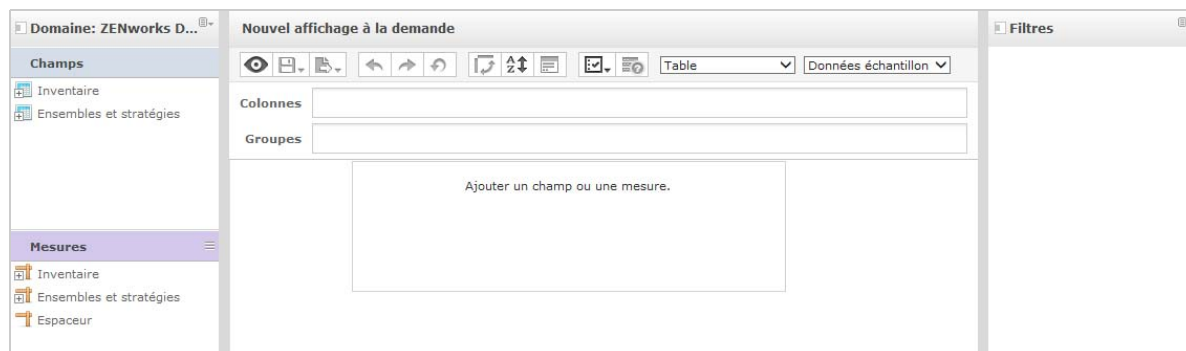 Domaine: ZENworks D...
Champs
Inventaire
Ensembles et stratégies
Mesures
Inventaire
Ensembles et stratégies
Espaceur
Nouvel affichage à la demande
Table
Données échantillon
Colonnes
Groupes
Ajouter un champ ou une mesure.
Filtres